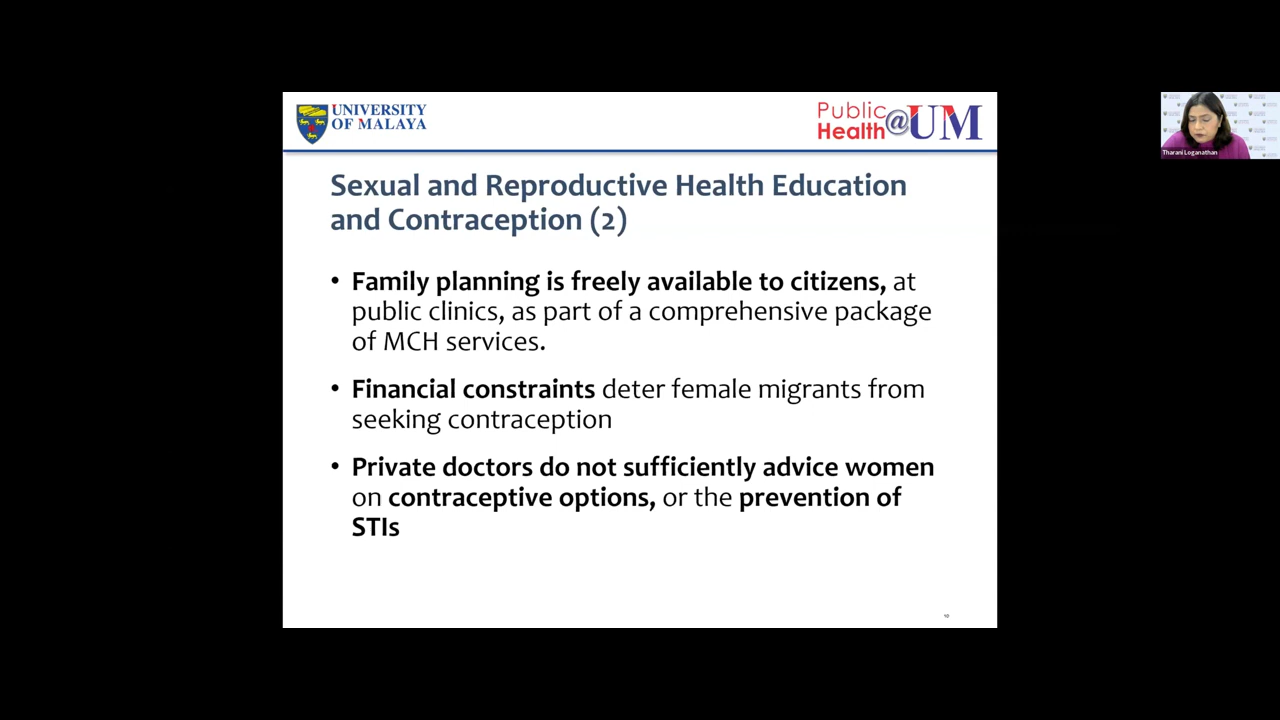 UNIVERSITY
OF MALAYA
Public
Health@UM
Tharani Loganathan
Sexual and Reproductive Health Education
and Contraception (2)
• Family planning is freely available to citizens, at
public clinics, as part of a comprehensive package
of MCH services.
• Financial constraints deter female migrants from
seeking contraception
• Private doctors do not sufficiently advice women
on contraceptive options, or the prevention of
STIs